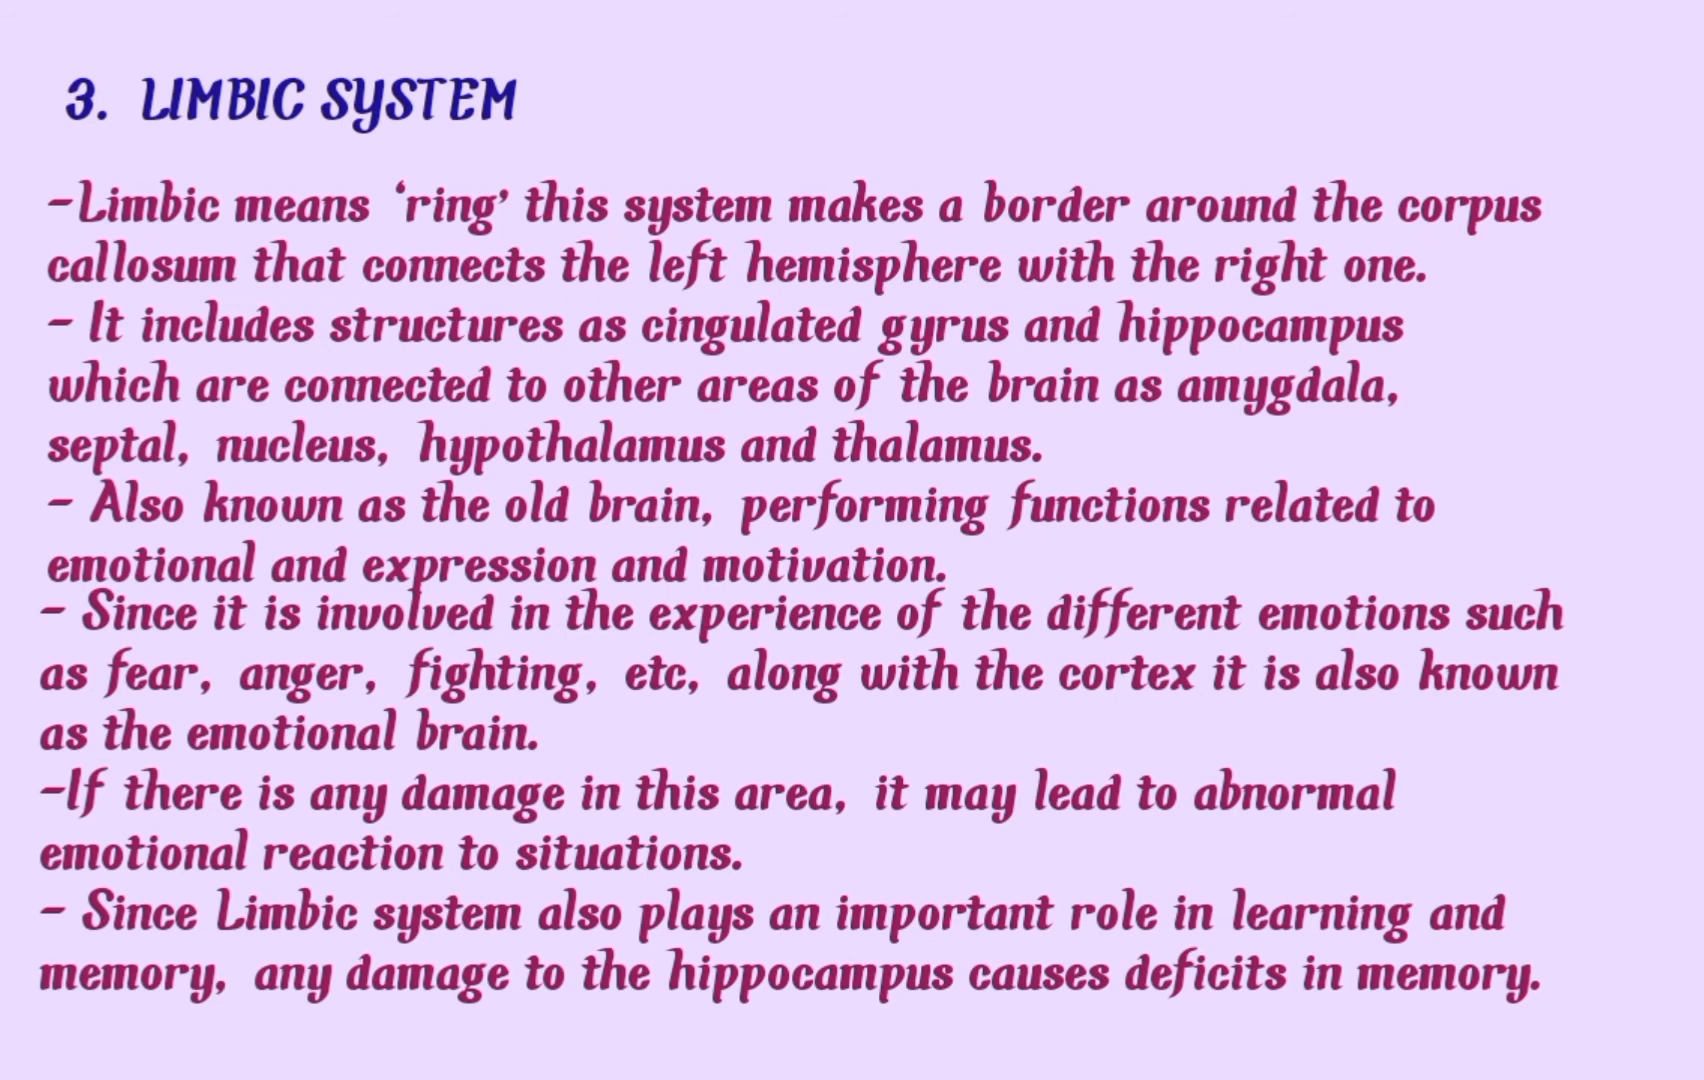 3. LIMBIC SYSTEM
-Limbic means 'ring' this system makes a border around the corpus
callosum that connects the left hemisphere with the right one.
- It includes structures as cingulated gyrus and hippocampus
which are connected to other areas of the brain as amygdala,
septal, nucleus, hypothalamus and thalamus.
- Also known as the old brain, performing functions related to
emotional and expression and motivation.
- Since it is involved in the experience of the different emotions such
as fear, anger, fighting, etc, along with the cortex it is also known
as the emotional brain.
-If there is any damage in this area, it may lead to abnormal
emotional reaction to situations.
- Since Limbic system also plays an important role in learning and
memory, any damage to the hippocampus causes deficits in memory.